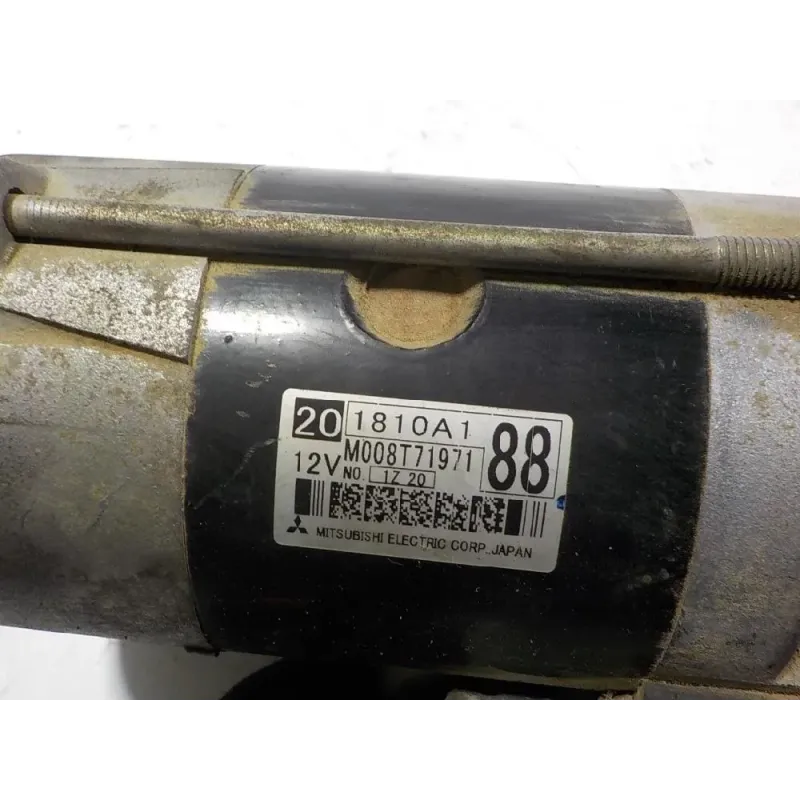 20 1810A1 88
12V M008T71971
NO. 1Z 20
MITSUBISHI ELECTRIC CORP. JAPAN